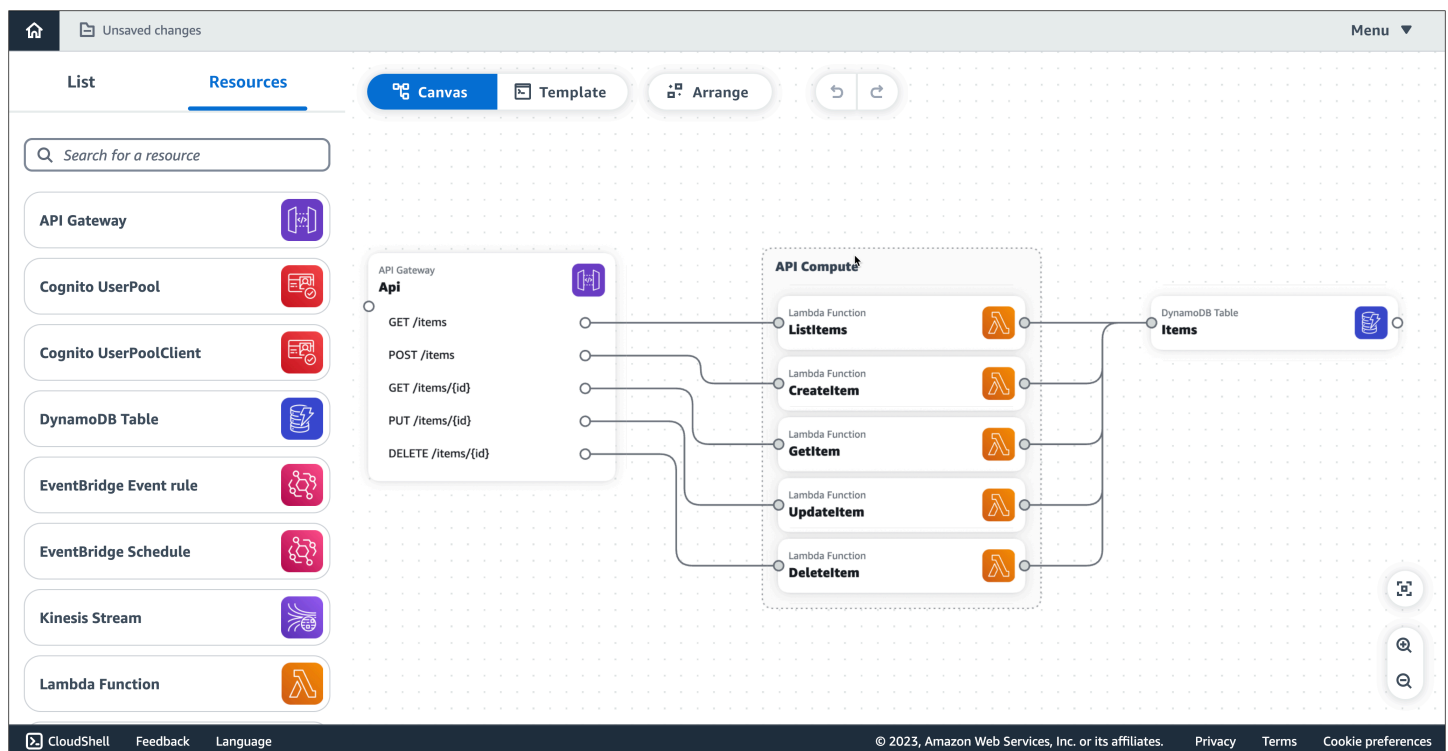 Unsaved changes
Menu
List
Resources
Canvas
Template
Arrange
Search for a resource
API Gateway
Cognito UserPool
Cognito UserPoolClient
DynamoDB Table
EventBridge Event rule
EventBridge Schedule
Kinesis Stream
Lambda Function
API Gateway
Api
GET /items
POST /items
GET /items/{id}
PUT /items/{id}
DELETE /items/{id}
API Compute
Lambda Function
ListItems
Lambda Function
CreateItem
Lambda Function
GetItem
Lambda Function
UpdateItem
Lambda Function
DeleteItem
DynamoDB Table
Items
CloudShell
Feedback
Language
© 2023, Amazon Web Services, Inc. or its affiliates.
Privacy
Terms
Cookie preferences